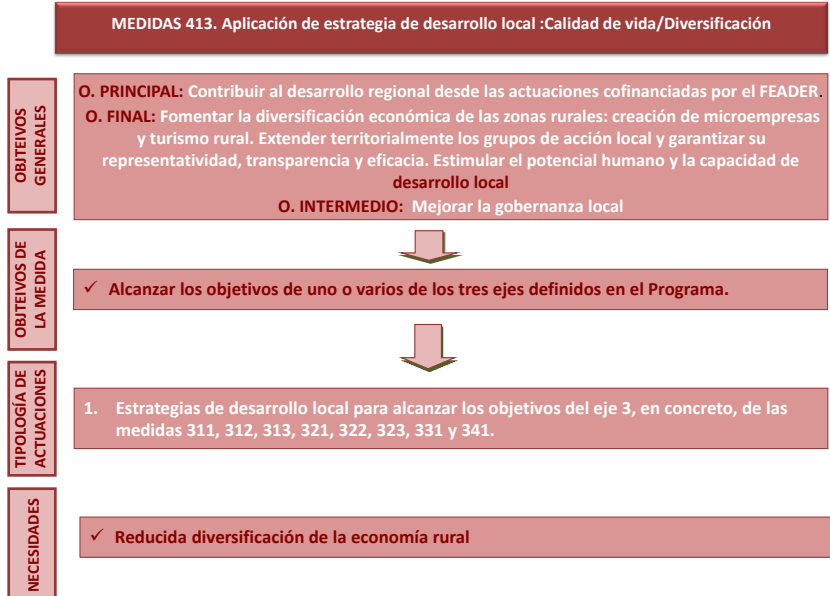 MEDIDAS 413. Aplicación de estrategia de desarrollo local :Calidad de vida/Diversificación
OBJTEIVOS
GENERALES
O. PRINCIPAL: Contribuir al desarrollo regional desde las actuaciones cofinanciadas por el FEADER.
O. FINAL: Fomentar la diversificación económica de las zonas rurales: creación de microempresas
y turismo rural. Extender territorialmente los grupos de acción local y garantizar su
representatividad, transparencia y eficacia. Estimular el potencial humano y la capacidad de
desarrollo local
O. INTERMEDIO: Mejorar la gobernanza local
OBJTEIVOS DE
LA MEDIDA
✓ Alcanzar los objetivos de uno o varios de los tres ejes definidos en el Programa.
TIPOLOGÍA DE
ACTUACIONES
1. Estrategias de desarrollo local para alcanzar los objetivos del eje 3, en concreto, de las
medidas 311, 312, 313, 321, 322, 323, 331 y 341.
NECESIDADES
✓ Reducida diversificación de la economía rural